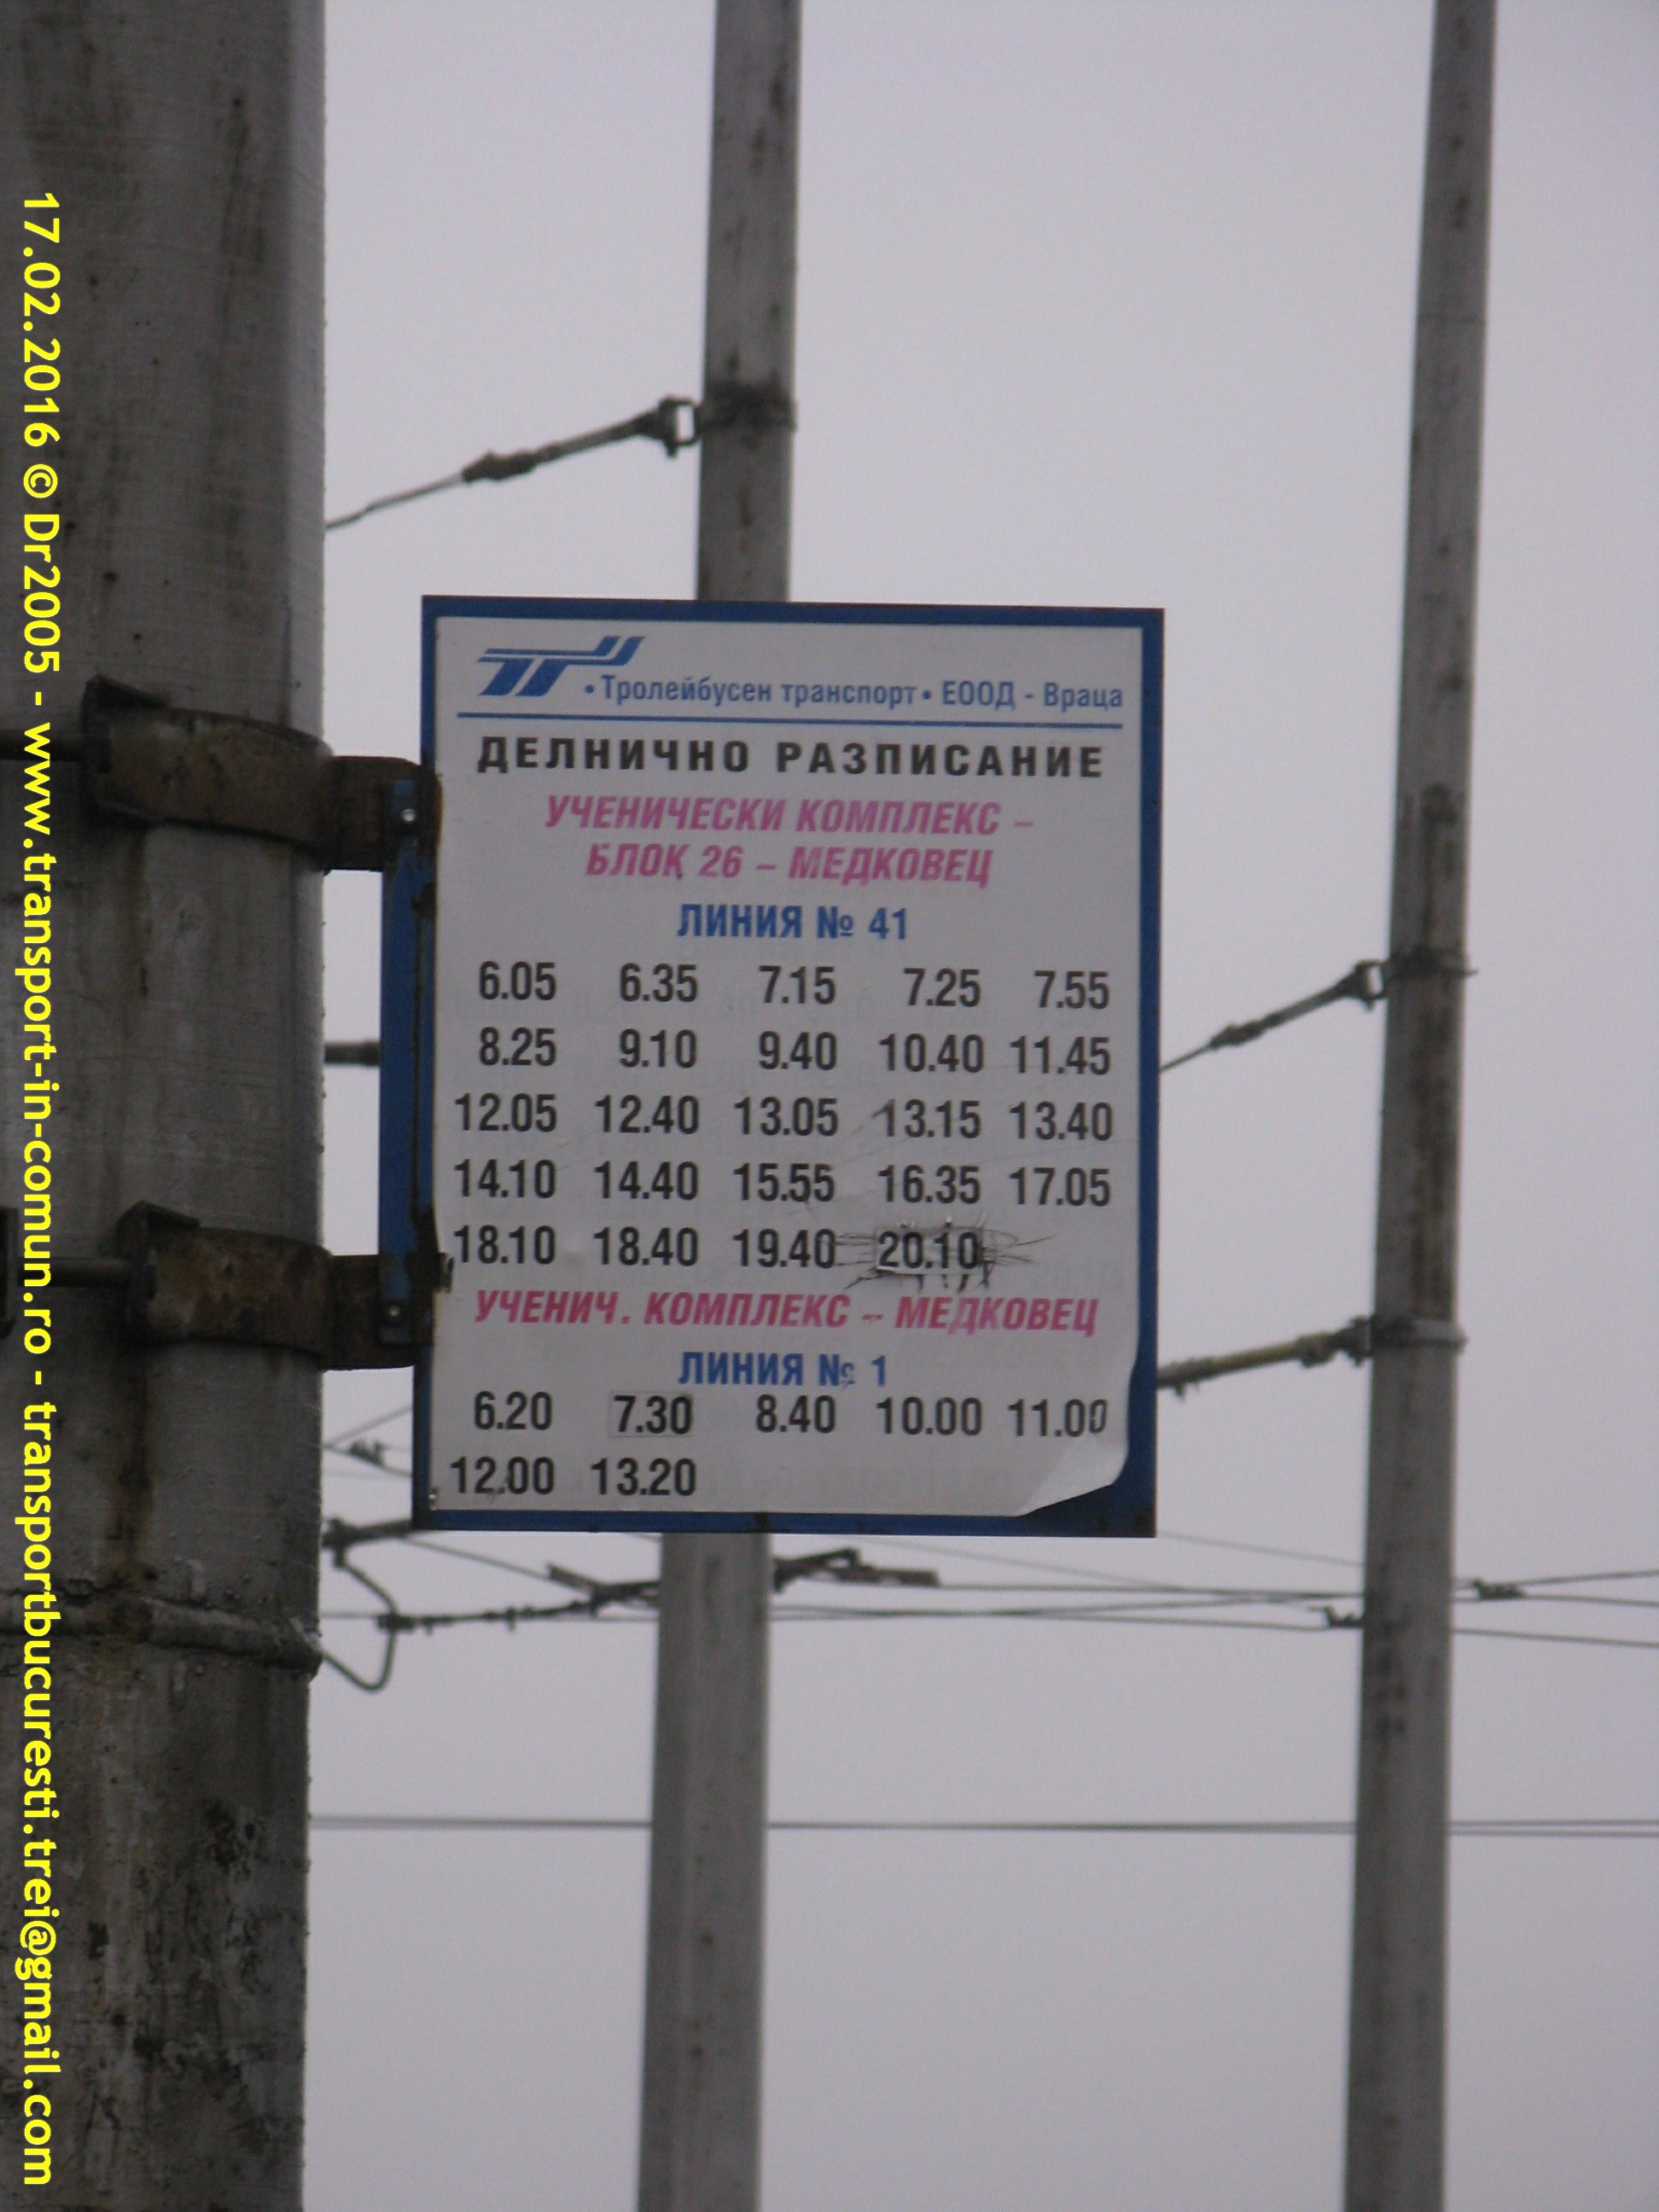 • Тролейбусен транспорт • ЕООД - Враца
ДЕЛНИЧНО РАЗПИСАНИЕ
УЧЕНИЧЕСКИ КОМПЛЕКС –
БЛОК 26 – МЕДКОВЕЦ
ЛИНИЯ № 41
6.05 6.35 7.15 7.25 7.55
8.25 9.10 9.40 10.40 11.45
12.05 12.40 13.05 13.15 13.40
14.10 14.40 15.55 16.35 17.05
18.10 18.40 19.40 20.10
УЧЕНИЧ. КОМПЛЕКС – МЕДКОВЕЦ
ЛИНИЯ № 1
6.20 7.30 8.40 10.00 11.00
12.00 13.20
17.02.2016 © Dr2005 - www.transport-in-comun.ro - transportbucuresti.trei@gmail.com